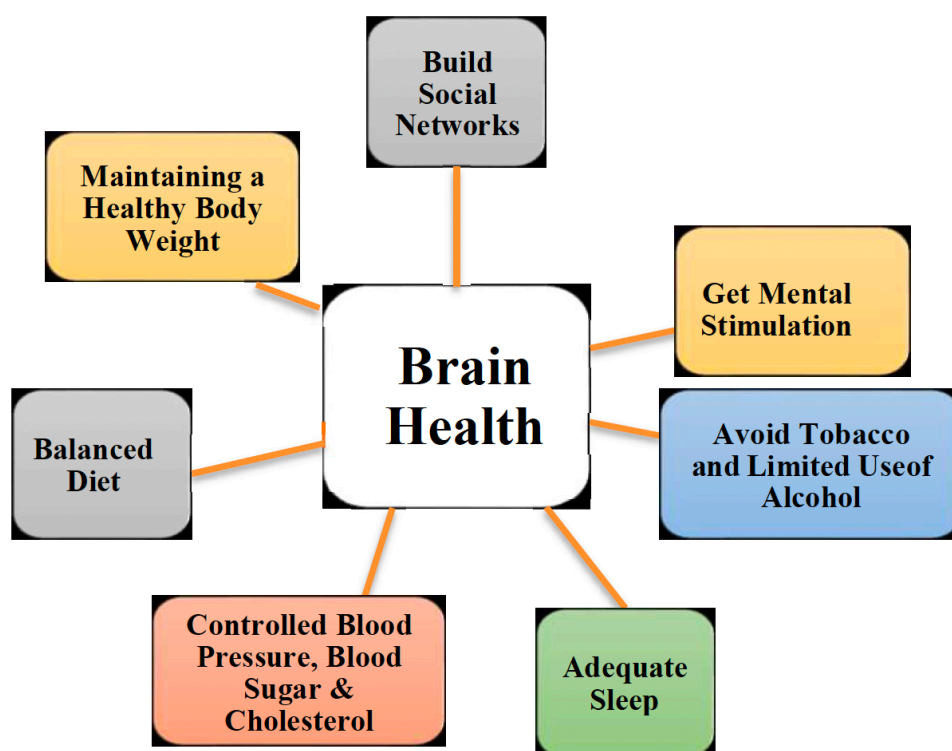 Build
Social
Networks
Maintaining a
Healthy Body
Weight
Get Mental
Stimulation
Brain
Health
Balanced
Diet
Avoid Tobacco
and Limited Useof
Alcohol
Controlled Blood
Pressure, Blood
Sugar &
Cholesterol
Adequate
Sleep